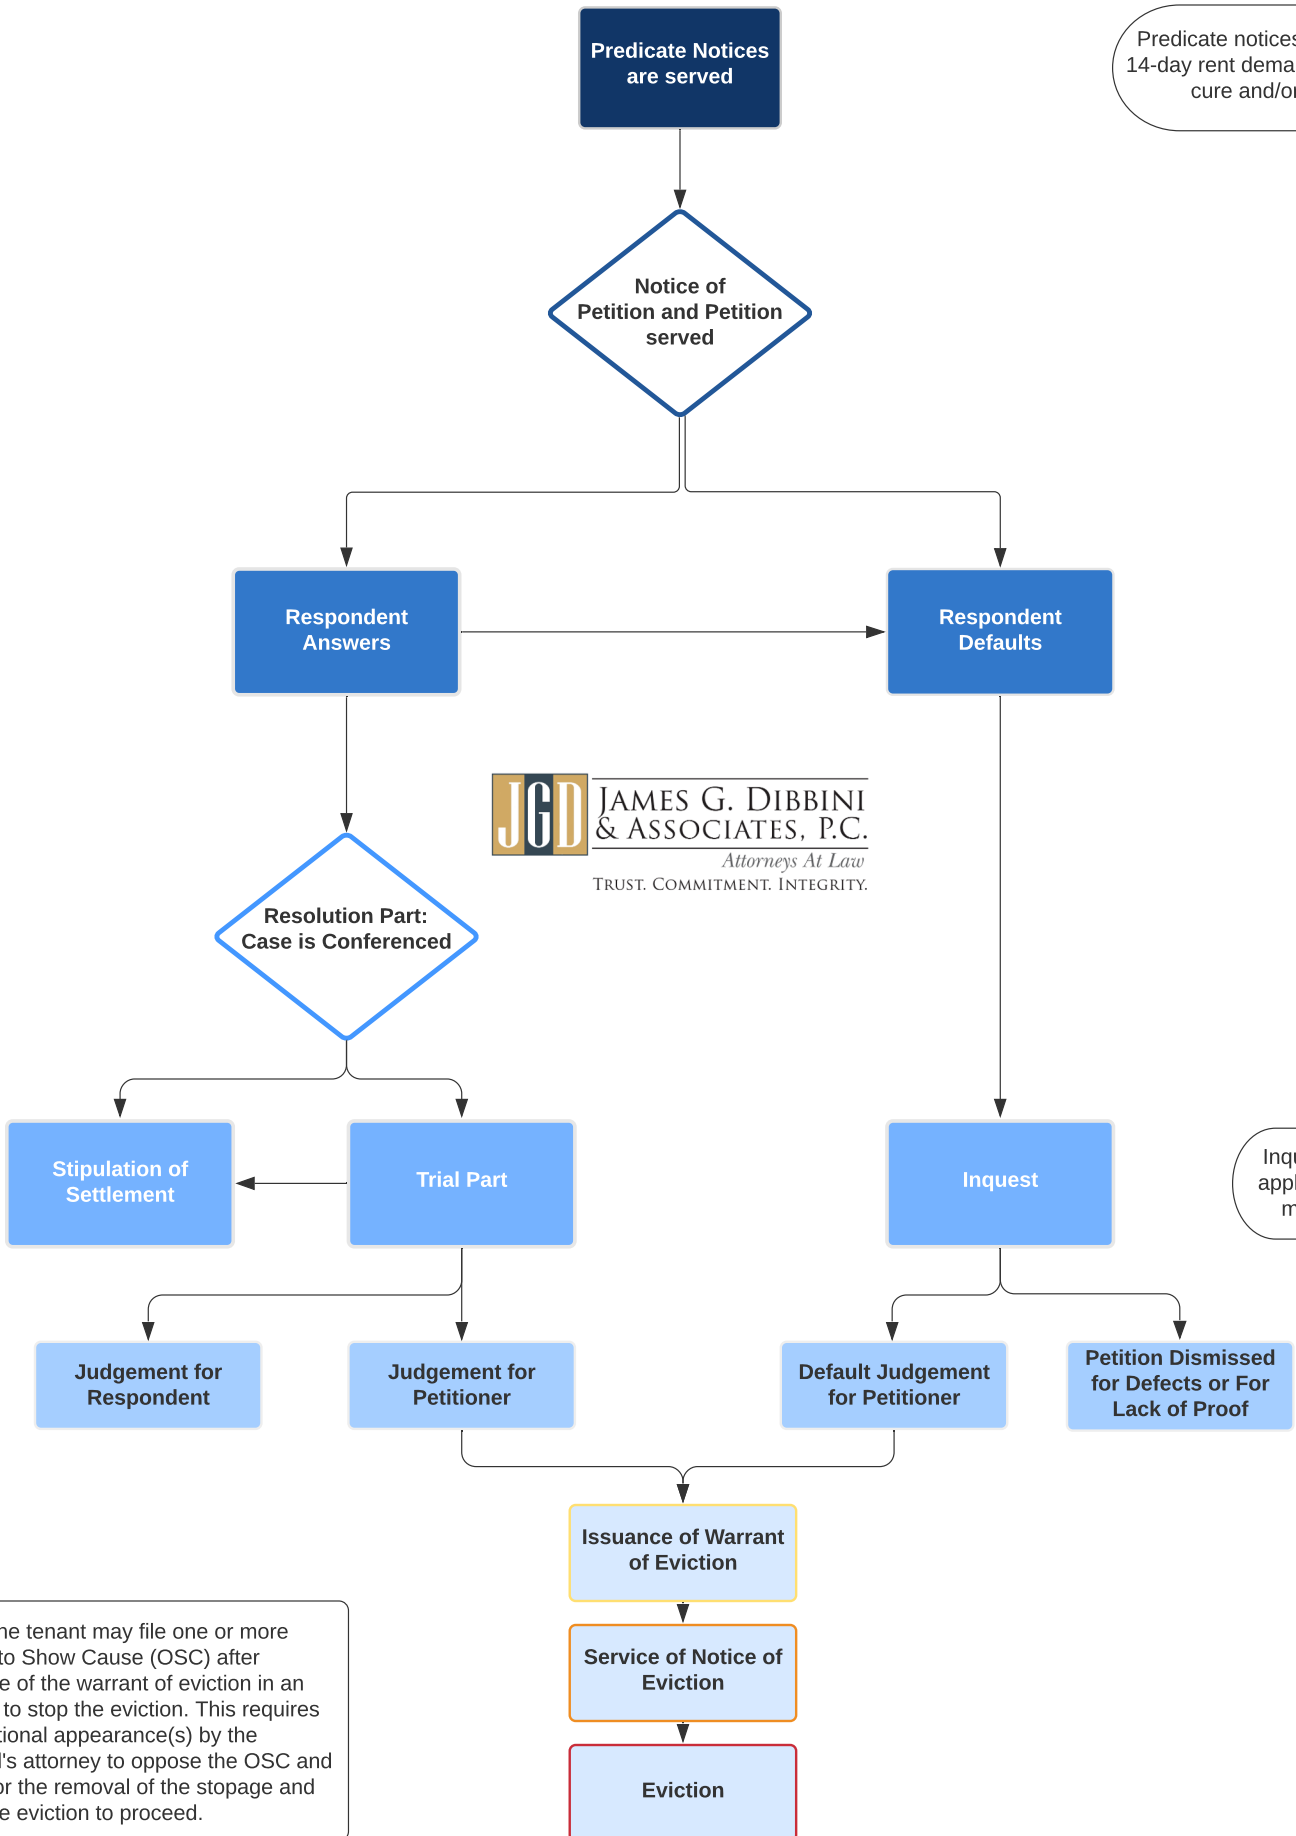 Predicate Notices
are served
Predicate notices
14-day rent dema
cure and/or
Notice of
Petition and Petition
served
Respondent
Answers
Respondent
Defaults
JGD
JAMES G. DIBBINI
& ASSOCIATES, P.C.
Attorneys At Law
TRUST. COMMITMENT. INTEGRITY.
Resolution Part:
Case is Conferenced
Stipulation of
Settlement
Trial Part
Inquest
Inqu
appl
m
Judgement for
Respondent
Judgement for
Petitioner
Default Judgement
for Petitioner
Petition Dismissed
for Defects or For
Lack of Proof
Issuance of Warrant
of Eviction
Service of Notice of
Eviction
Eviction
he tenant may file one or more
to Show Cause (OSC) after
e of the warrant of eviction in an
to stop the eviction. This requires
tional appearance(s) by the
l's attorney to oppose the OSC and
or the removal of the stopage and
e eviction to proceed.